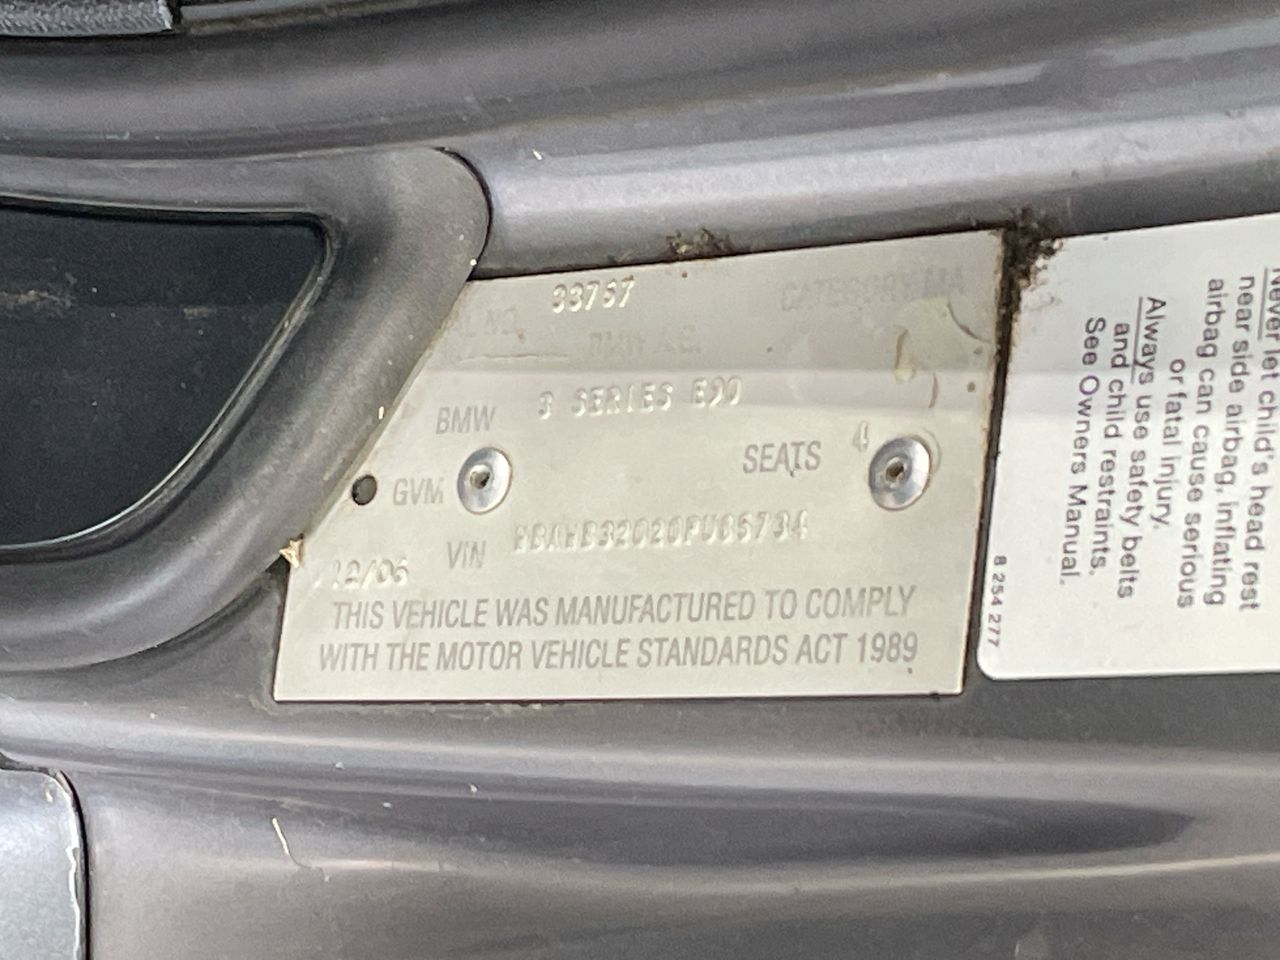 33767
CATEGORY MA
BMW 3 SERIES E90
GVM
SEATS 4
VIN
12/06
THIS VEHICLE WAS MANUFACTURED TO COMPLY
WITH THE MOTOR VEHICLE STANDARDS ACT 1989
Never let child's head rest
near side airbag, inflating
airbag can cause serious
or fatal injury.
Always use safety belts
and child restraints.
See Owners Manual.
8 254 277